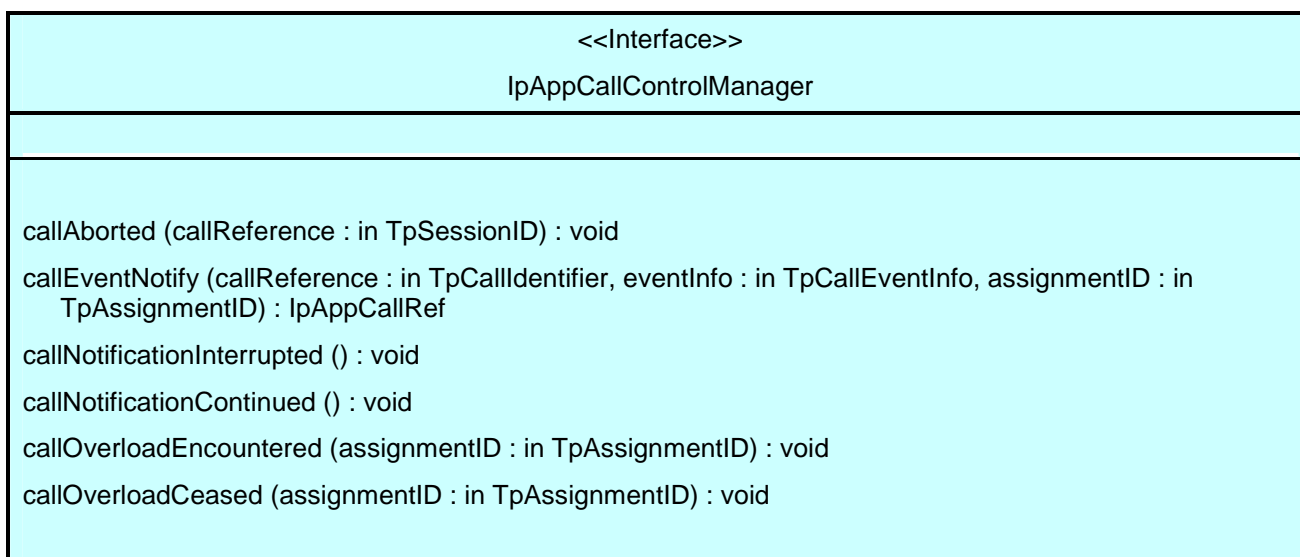 <<Interface>>
IpAppCallControlManager
callAborted (callReference : in TpSessionID) : void
callEventNotify (callReference : in TpCallIdentifier, eventInfo : in TpCallEventInfo, assignmentID : in
TpAssignmentID) : IpAppCallRef
callNotificationInterrupted () : void
callNotificationContinued () : void
callOverloadEncountered (assignmentID : in TpAssignmentID) : void
callOverloadCeased (assignmentID : in TpAssignmentID) : void